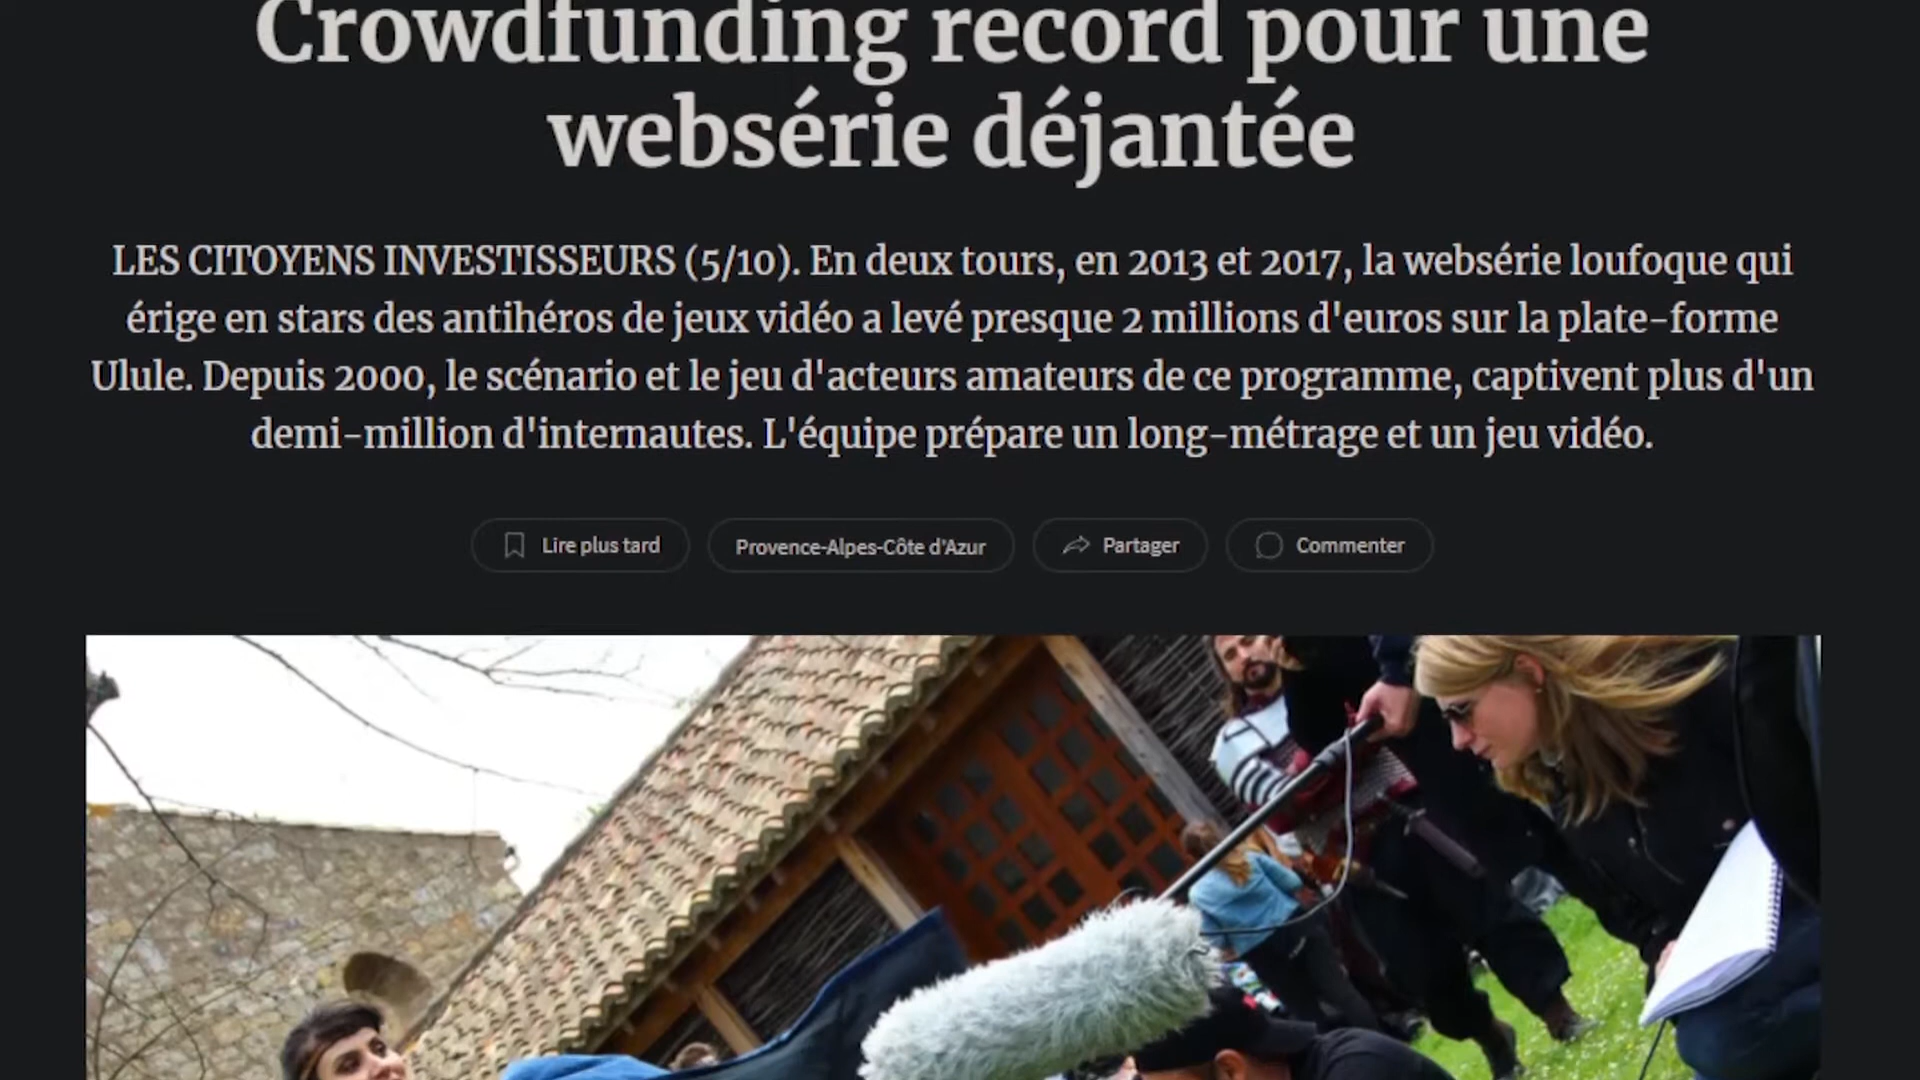 Crowdfunding record pour une
websérie déjantée
LES CITOYENS INVESTISSEURS (5/10). En deux tours, en 2013 et 2017, la websérie loufoque qui
érige en stars des antihéros de jeux vidéo a levé presque 2 millions d'euros sur la plate-forme
Ulule. Depuis 2000, le scénario et le jeu d'acteurs amateurs de ce programme, captivent plus d'un
demi-million d'internautes. L'équipe prépare un long-métrage et un jeu vidéo.
Lire plus tard
Provence-Alpes-Côte d'Azur
Partager
Commenter